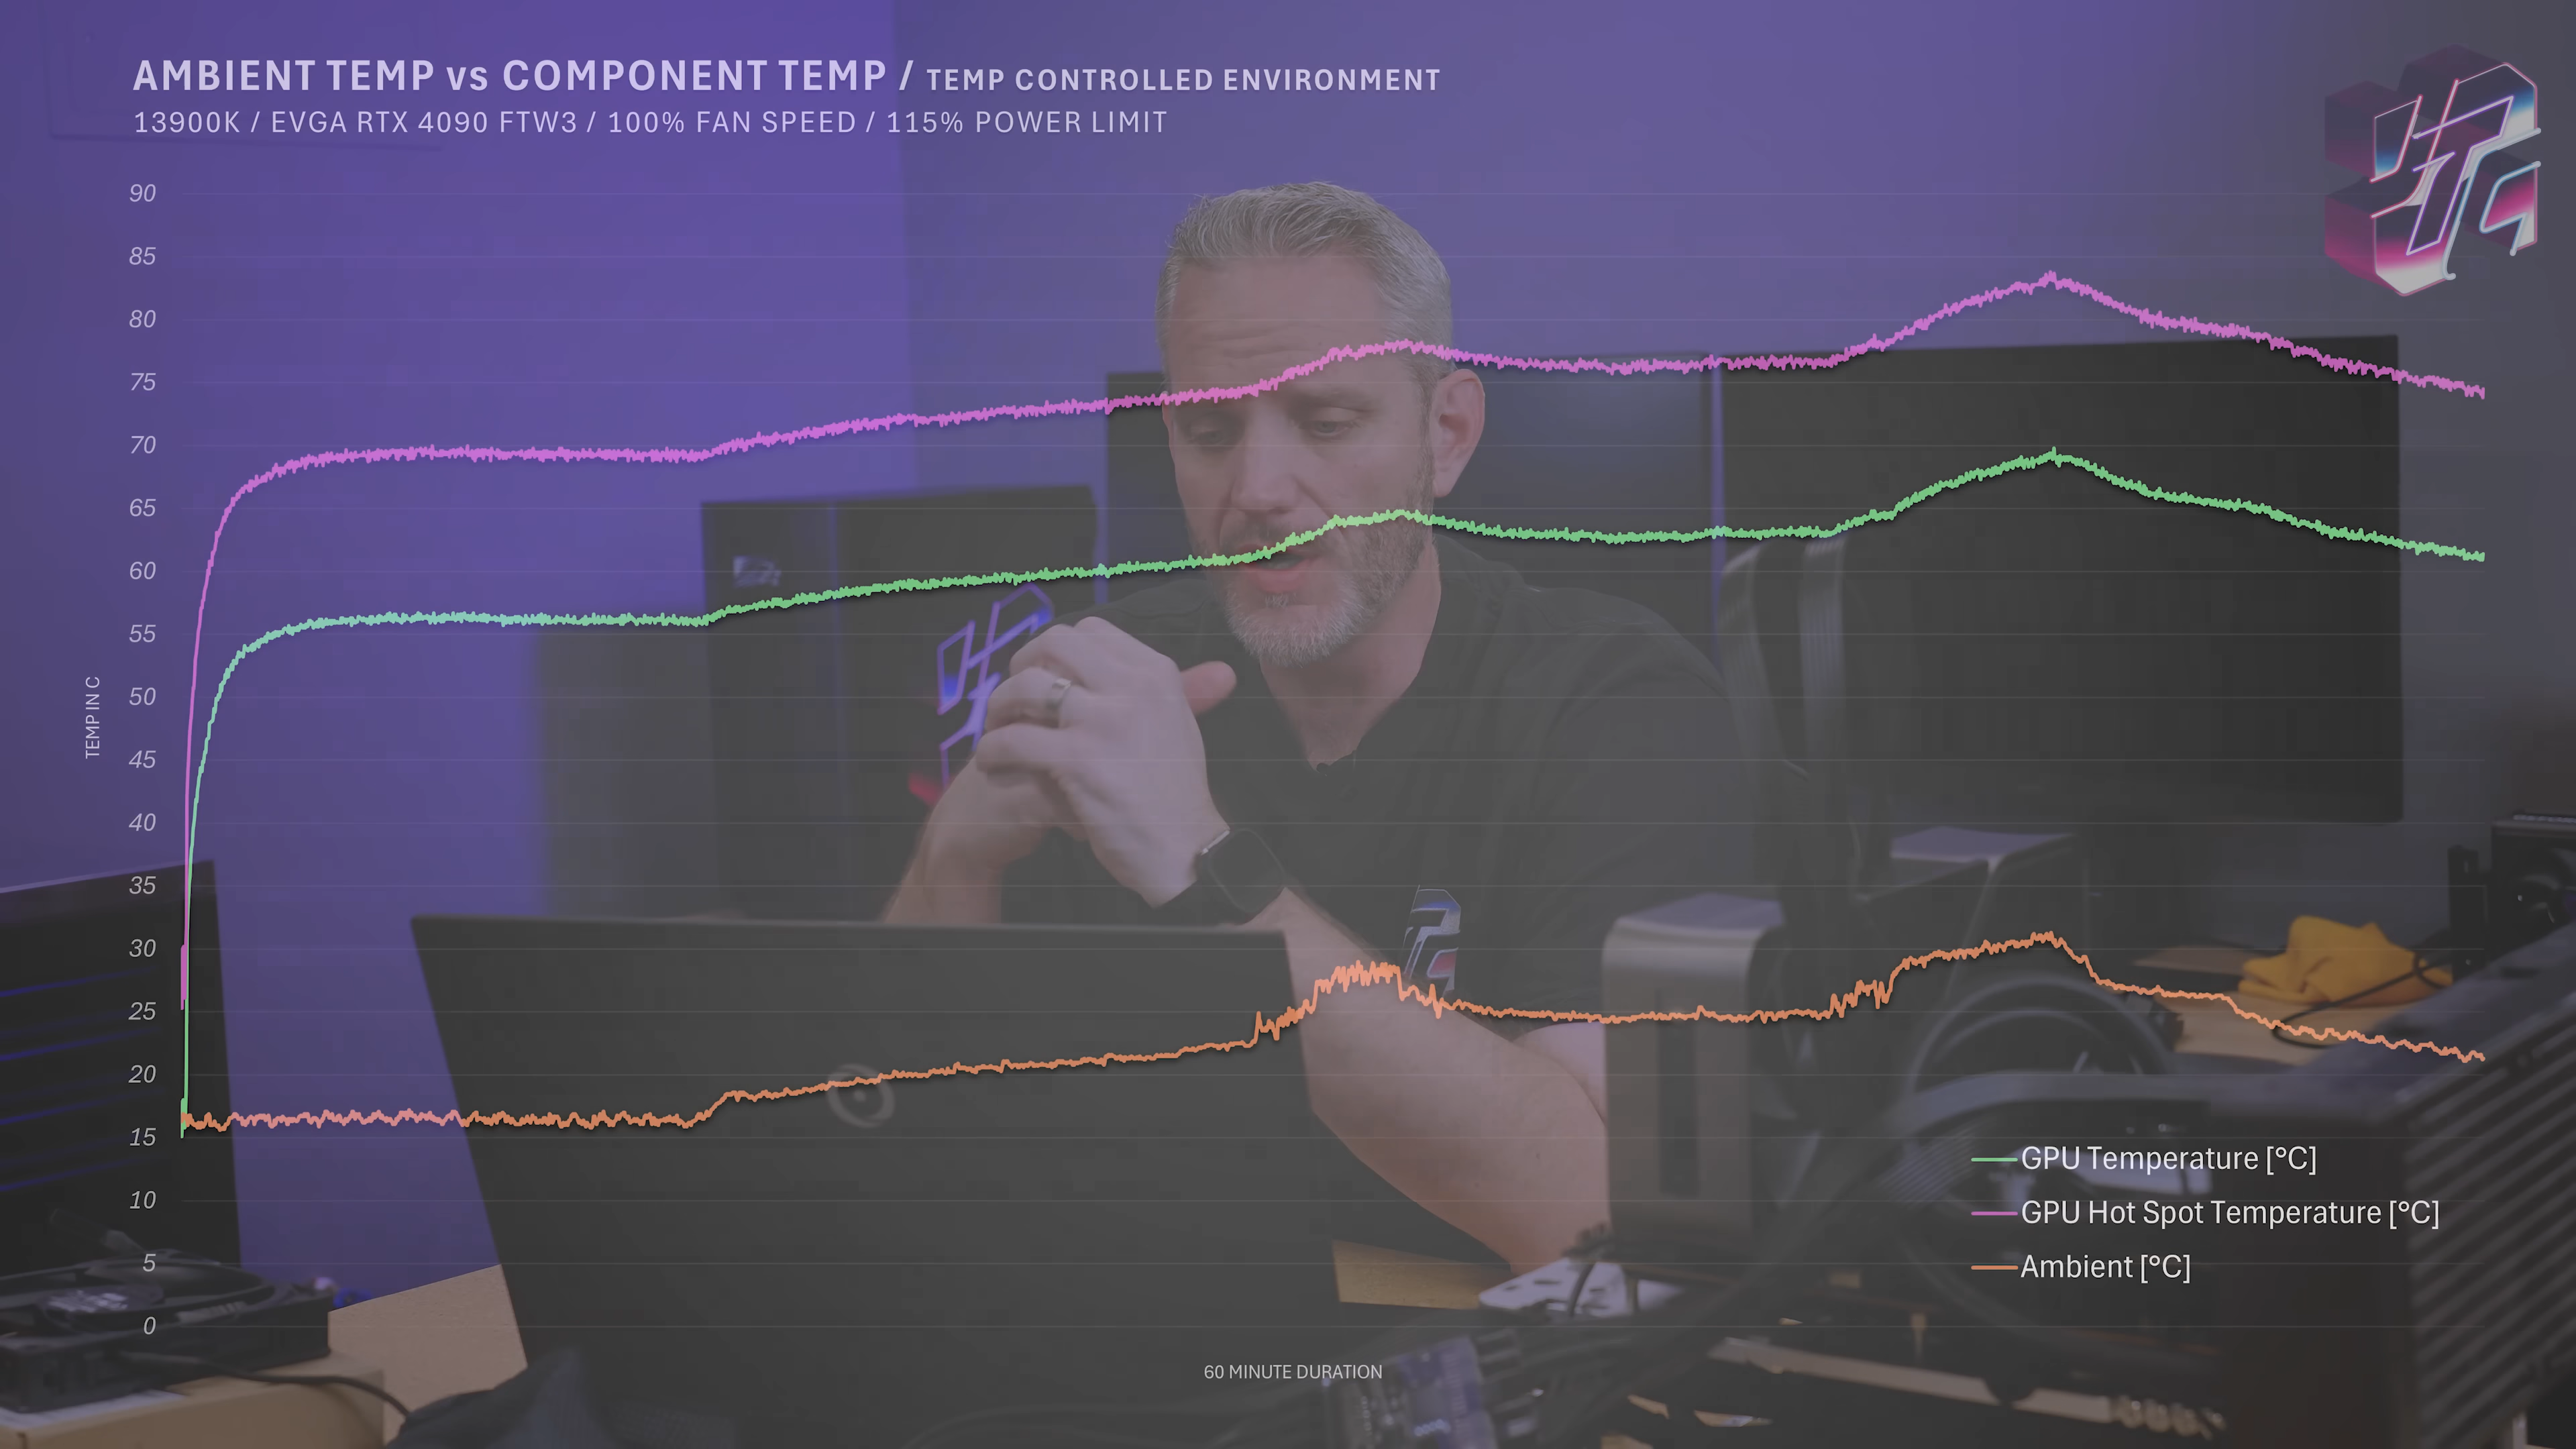 AMBIENT TEMP vs COMPONENT TEMP / TEMP CONTROLLED ENVIRONMENT
13900K / EVGA RTX 4090 FTW3 / 100% FAN SPEED / 115% POWER LIMIT
90
85
80
75
70
65
60
55
50
45
40
35
30
25
20
15
10
5
0
TEMP IN C
60 MINUTE DURATION
GPU Temperature [°C]
GPU Hot Spot Temperature [°C]
Ambient [°C]